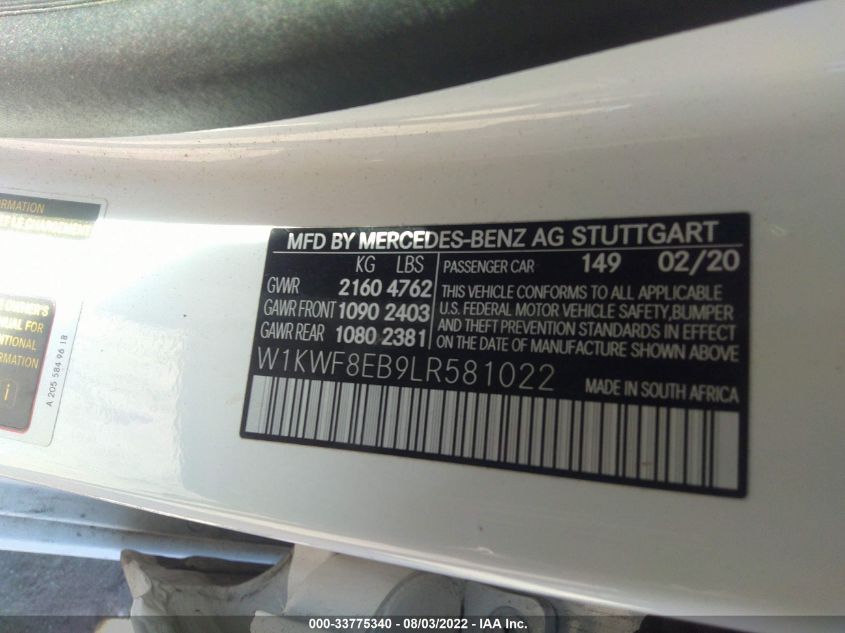 MFD BY MERCEDES-BENZ AG STUTTGART
KG LBS
GVWR 2160 4762
GAWR FRONT 1090 2403
GAWR REAR 1080 2381
PASSENGER CAR 149 02/20
THIS VEHICLE CONFORMS TO ALL APPLICABLE
U.S. FEDERAL MOTOR VEHICLE SAFETY,BUMPER
AND THEFT PREVENTION STANDARDS IN EFFECT
ON THE DATE OF MANUFACTURE SHOWN ABOVE
W1KWF8EB9LR581022
MADE IN SOUTH AFRICA
A 205 584 96 18
000-33775340 - 08/03/2022 - IAA Inc.